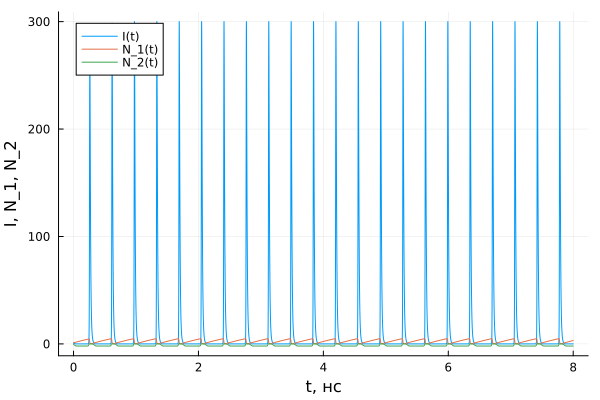 I, N_1, N_2
300
200
100
0
I(t)
N_1(t)
N_2(t)
0 2 4 6 8
t, нс